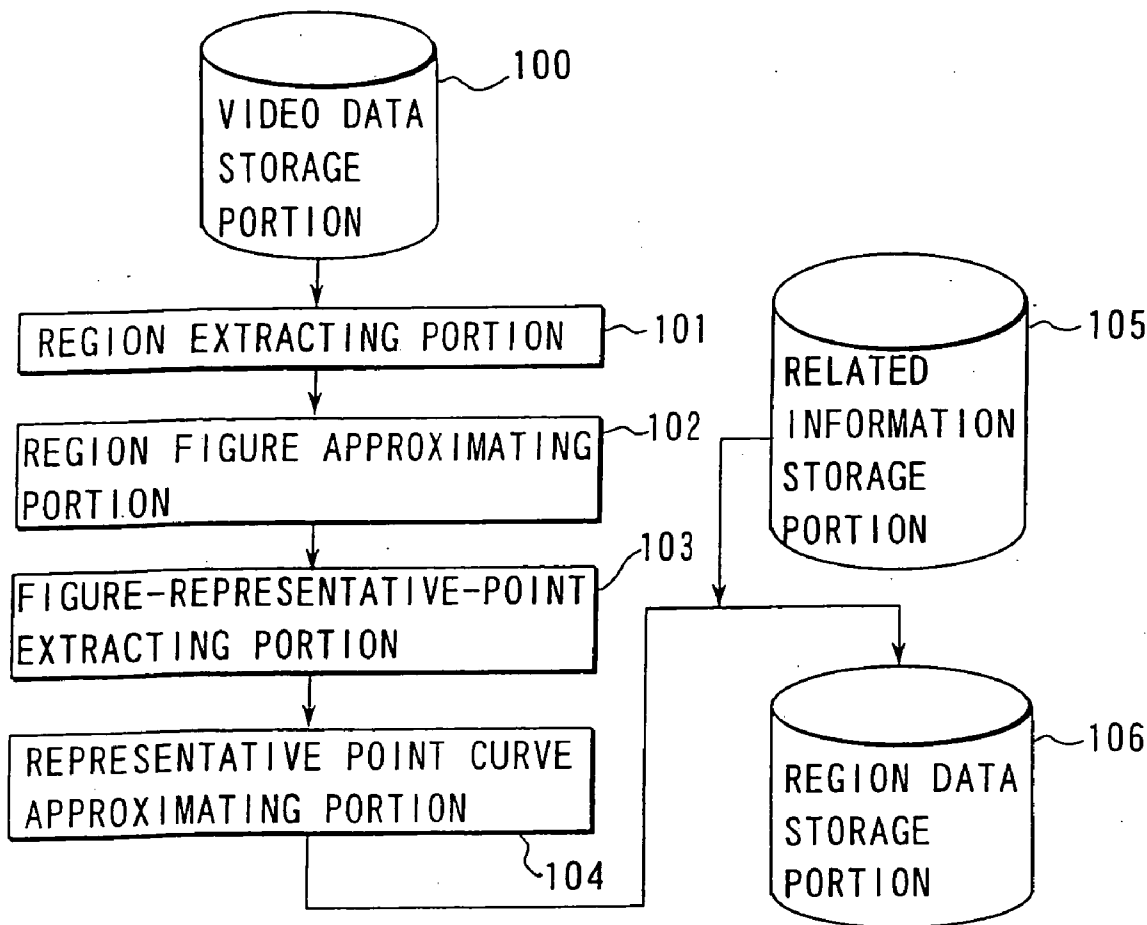 100
VIDEO DATA
STORAGE
PORTION
REGION EXTRACTING PORTION
101
REGION FIGURE APPROXIMATING
PORTION
102
FIGURE-REPRESENTATIVE-POINT
EXTRACTING PORTION
103
REPRESENTATIVE POINT CURVE
APPROXIMATING PORTION
104
105
RELATED
INFORMATION
STORAGE
PORTION
106
REGION DATA
STORAGE
PORTION